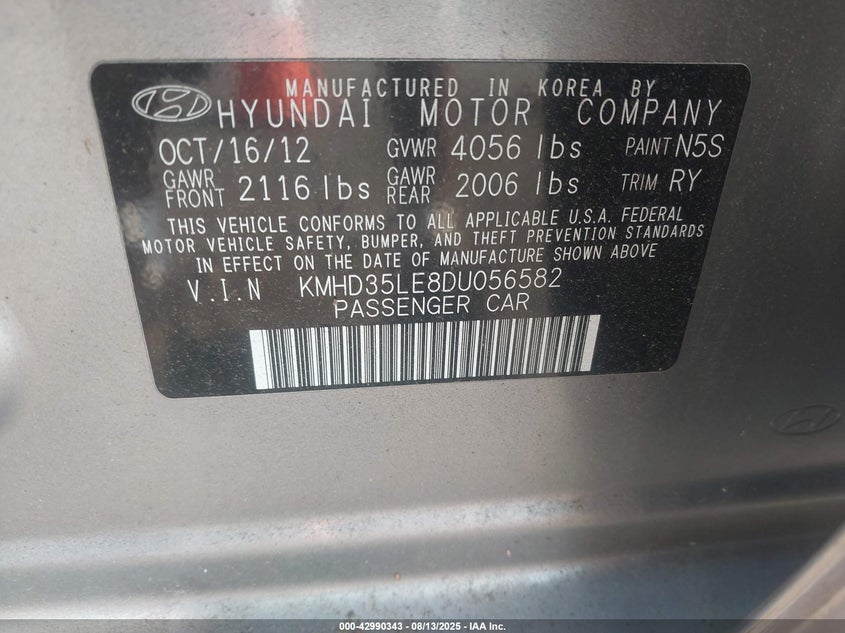 MANUFACTURED IN KOREA BY
HYUNDAI MOTOR COMPANY
OCT/16/12 GVWR 4056 lbs PAINT N5S
GAWR FRONT 2116 lbs GAWR REAR 2006 lbs TRIM RY
THIS VEHICLE CONFORMS TO ALL APPLICABLE U.S.A. FEDERAL
MOTOR VEHICLE SAFETY, BUMPER, AND THEFT PREVENTION STANDARDS
IN EFFECT ON THE DATE OF MANUFACTURE SHOWN ABOVE
V.I.N KMHD35LE8DU056582
PASSENGER CAR
000-42990343 - 08/13/2025 - IAA Inc.